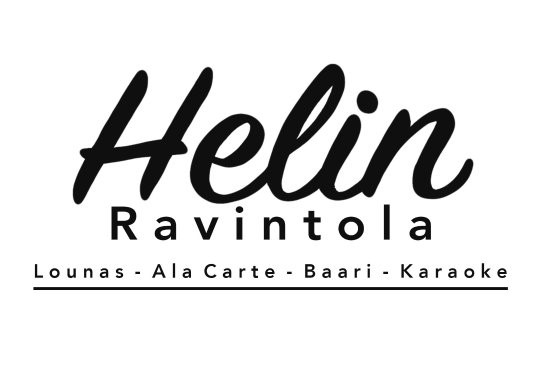 Helin
Ravintola
Lounas - Ala Carte - Baari - Karaoke